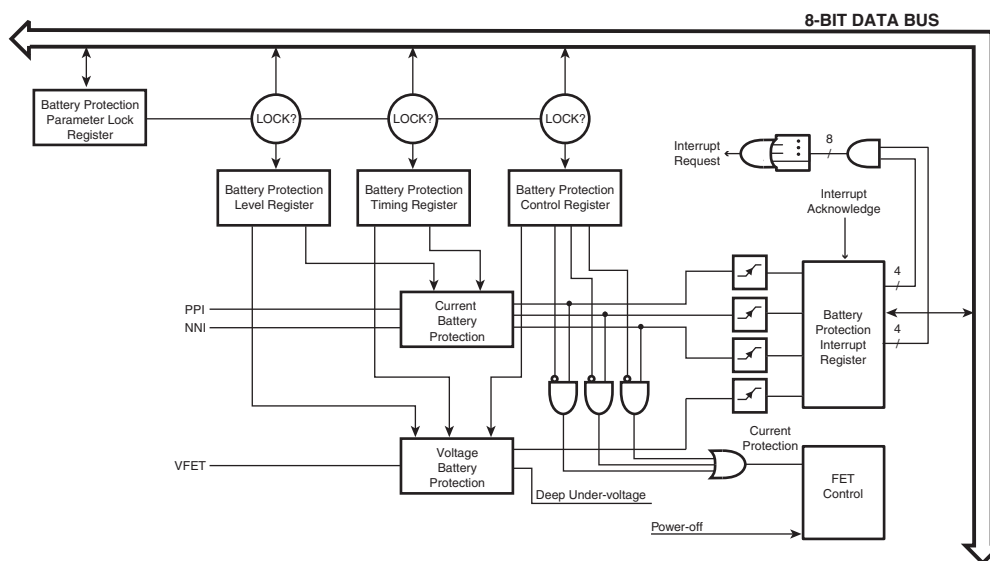 8-BIT DATA BUS
Battery Protection
Parameter Lock
Register
LOCK?
LOCK?
LOCK?
Interrupt
Request
8
Battery Protection
Level Register
Battery Protection
Timing Register
Battery Protection
Control Register
Interrupt
Acknowledge
PPI
NNI
Current
Battery
Protection
4
4
Battery
Protection
Interrupt
Register
Current
Protection
VFET
Voltage
Battery
Protection
Deep Under-voltage
FET
Control
Power-off